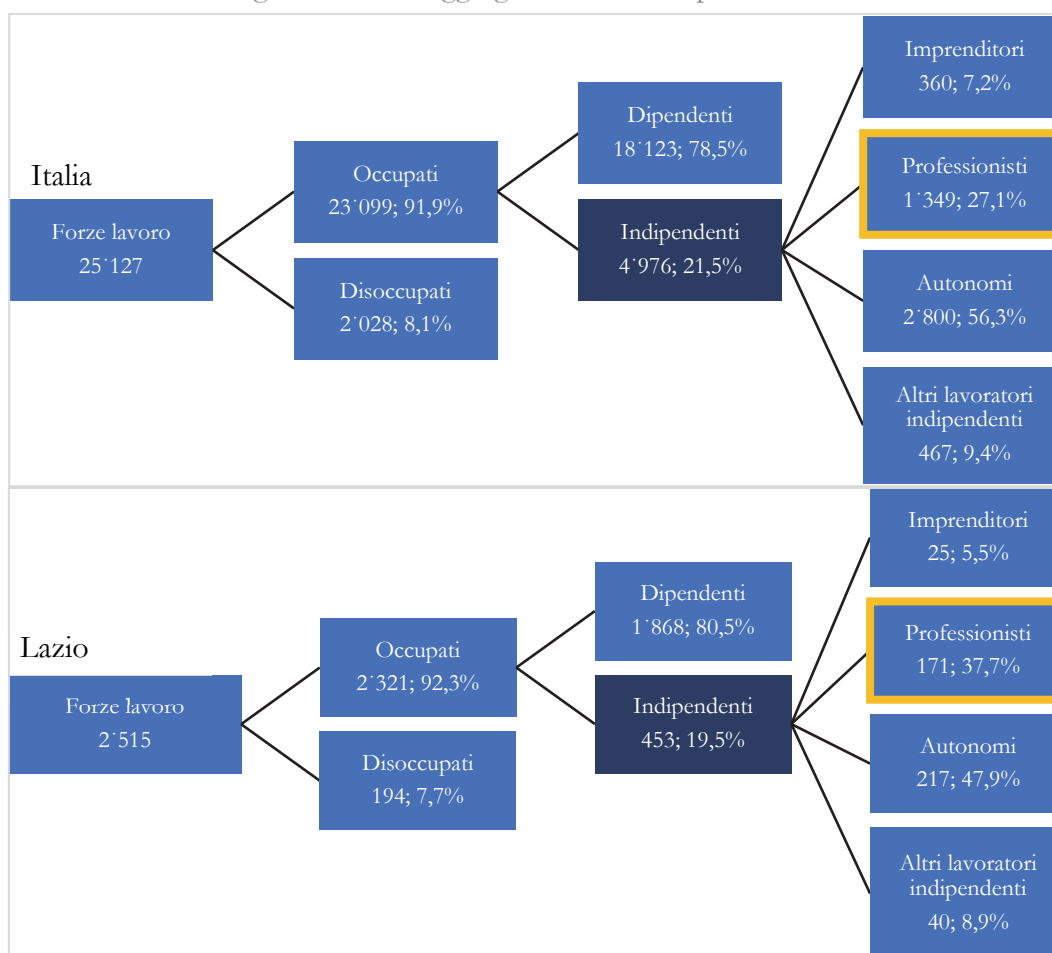 Imprenditori
360; 7,2%
Dipendenti
18˙123; 78,5%
Professionisti
1˙349; 27,1%
Italia
Occupati
23˙099; 91,9%
Forze lavoro
25˙127
Indipendenti
4˙976; 21,5%
Disoccupati
2˙028; 8,1%
Autonomi
2˙800; 56,3%
Altri lavoratori
indipendenti
467; 9,4%
Imprenditori
25; 5,5%
Dipendenti
1˙868; 80,5%
Professionisti
171; 37,7%
Lazio
Occupati
2˙321; 92,3%
Forze lavoro
2˙515
Indipendenti
453; 19,5%
Disoccupati
194; 7,7%
Autonomi
217; 47,9%
Altri lavoratori
indipendenti
40; 8,9%